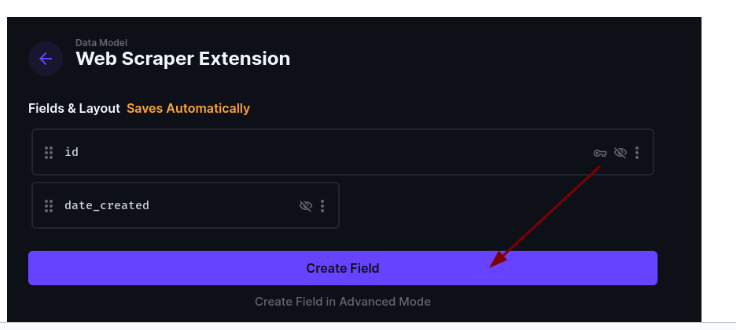 Data Model
Web Scraper Extension
Fields & Layout Saves Automatically
id
date_created
Create Field
Create Field in Advanced Mode